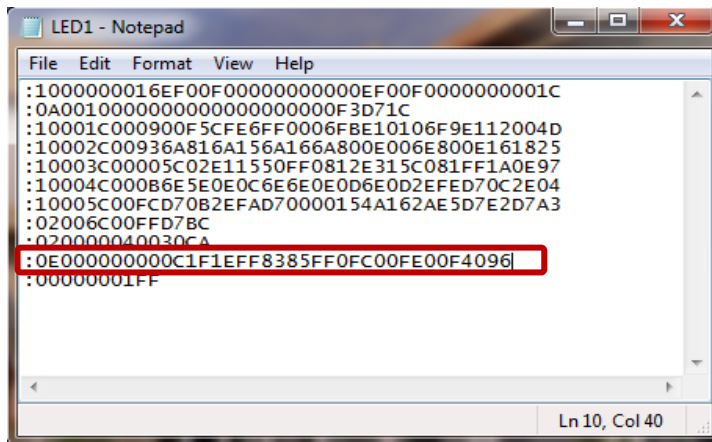 LED1 - Notepad
File Edit Format View Help
:1000000016EF00F00000000000EF00F0000000001C
:0A0010000000000000000000F3D71C
:10001C000900F5CFE6FF0006FBE10106F9E112004D
:10002C00936A816A156A166A800E006E800E161825
:10003C00005C02E11550FF0812E315C081FF1A0E97
:10004C000B6E5E0E0C6E6E0E0D6E0D2EFED70C2E04
:10005C00FCD70B2EFAD70000154A162AE5D7E2D7A3
:02006C00FFD7BC
:020000040030CA
:0E000000000C1F1EFF8385FF0FC00FE00F4096
:00000001FF
Ln 10, Col 40